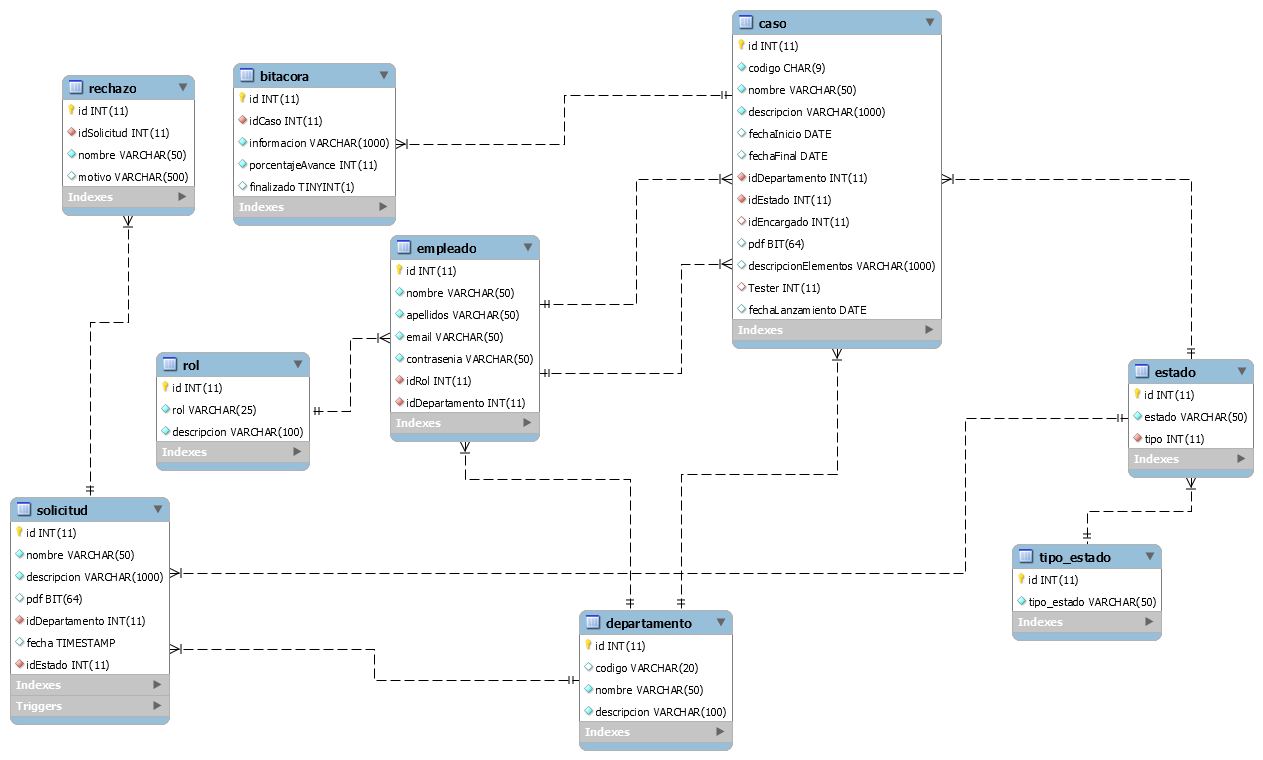 caso
id INT(11)
codigo CHAR(9)
nombre VARCHAR(50)
descripcion VARCHAR(1000)
fechaInicio DATE
fechaFinal DATE
idDepartamento INT(11)
idEstado INT(11)
idEncargado INT(11)
pdf BIT(64)
descripcionElementos VARCHAR(1000)
Tester INT(11)
fechaLanzamiento DATE
Indexes
rechazo
id INT(11)
idSolicitud INT(11)
nombre VARCHAR(50)
motivo VARCHAR(500)
Indexes
bitacora
id INT(11)
idCaso INT(11)
informacion VARCHAR(1000)
porcentajeAvance INT(11)
finalizado TINYINT(1)
Indexes
empleado
id INT(11)
nombre VARCHAR(50)
apellidos VARCHAR(50)
email VARCHAR(50)
contrasenia VARCHAR(50)
idRol INT(11)
idDepartamento INT(11)
Indexes
rol
id INT(11)
rol VARCHAR(25)
descripcion VARCHAR(100)
Indexes
estado
id INT(11)
estado VARCHAR(50)
tipo INT(11)
Indexes
solicitud
id INT(11)
nombre VARCHAR(50)
descripcion VARCHAR(1000)
pdf BIT(64)
idDepartamento INT(11)
fecha TIMESTAMP
idEstado INT(11)
Indexes
Triggers
tipo_estado
id INT(11)
tipo_estado VARCHAR(50)
Indexes
departamento
id INT(11)
codigo VARCHAR(20)
nombre VARCHAR(50)
descripcion VARCHAR(100)
Indexes